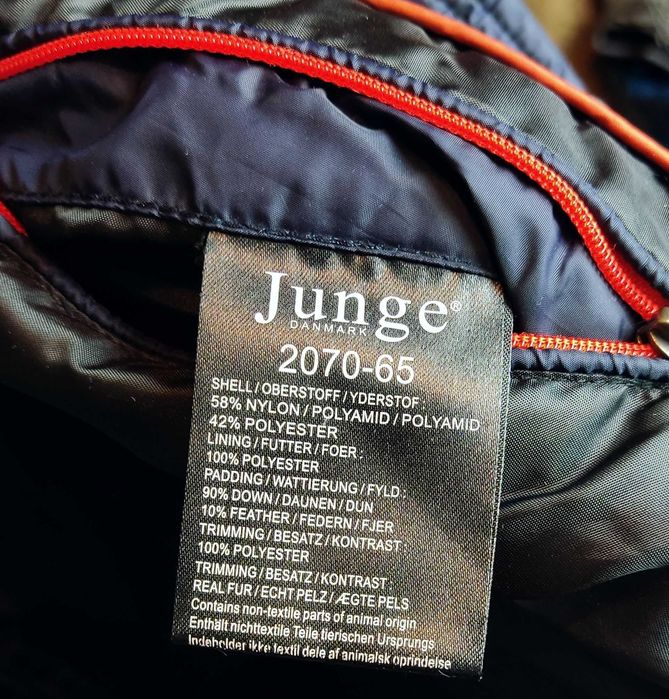 Junge®
DANMARK
2070-65
SHELL / OBERSTOFF / YDERSTOF :
58% NYLON / POLYAMID / POLYAMID
42% POLYESTER
LINING / FUTTER / FOER :
100% POLYESTER
PADDING / WATTIERUNG / FYLD :
90% DOWN / DAUNEN / DUN
10% FEATHER / FEDERN / FJER
TRIMMING / BESATZ / KONTRAST :
100% POLYESTER
TRIMMING / BESATZ / KONTRAST :
REAL FUR / ECHT PELZ / ÆGTE PELS
Contains non-textile parts of animal origin
Enthält nichttextile Teile tierischen Ursprungs
Indeholder ikke textil dele af animalsk oprindelse